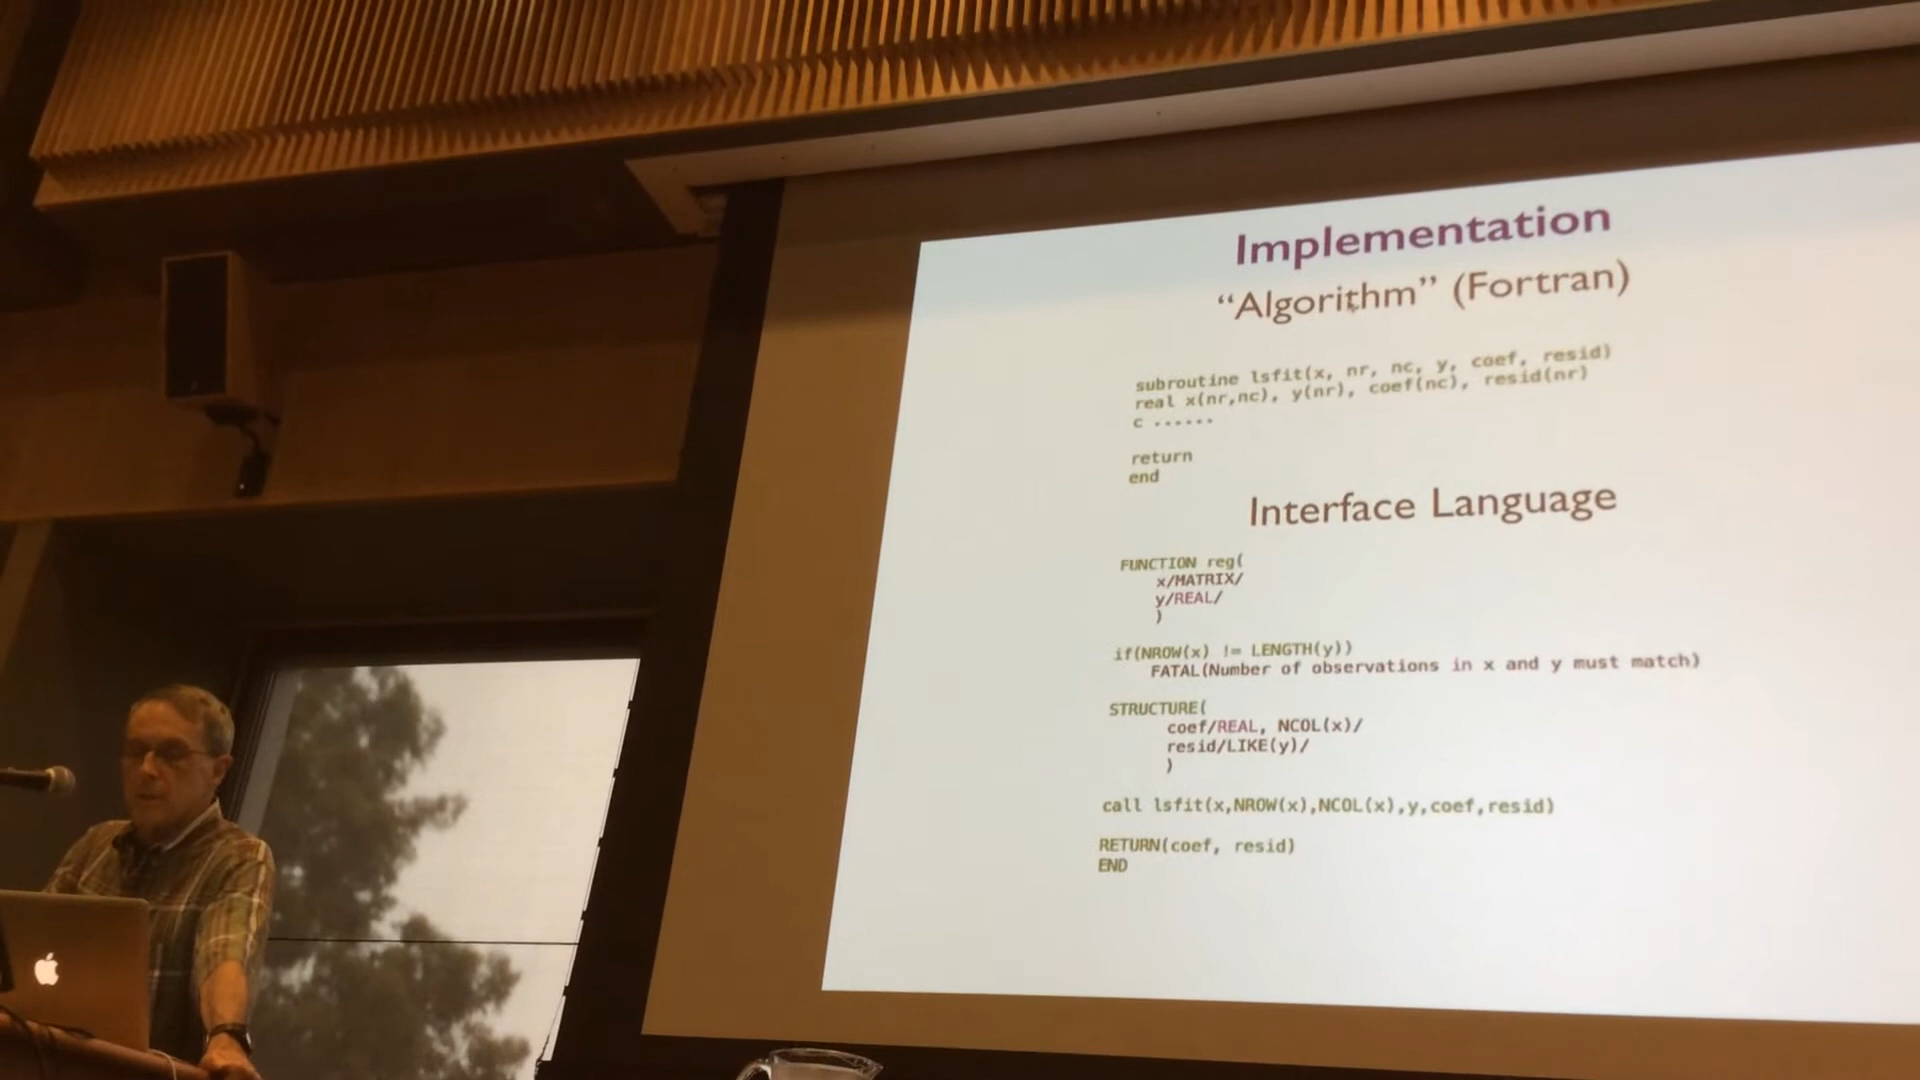 Implementation
“Algorithm” (Fortran)
subroutine lsfit(x, nr, nc, y, coef, resid)
real x(nr,nc), y(nr), coef(nc), resid(nr)
c ......
return
end
Interface Language
FUNCTION reg(
x/MATRIX/
y/REAL/
)
if(NROW(x) != LENGTH(y))
FATAL(Number of observations in x and y must match)
STRUCTURE(
coef/REAL, NCOL(x)/
resid/LIKE(y)/
)
call lsfit(x,NROW(x),NCOL(x),y,coef,resid)
RETURN(coef, resid)
END